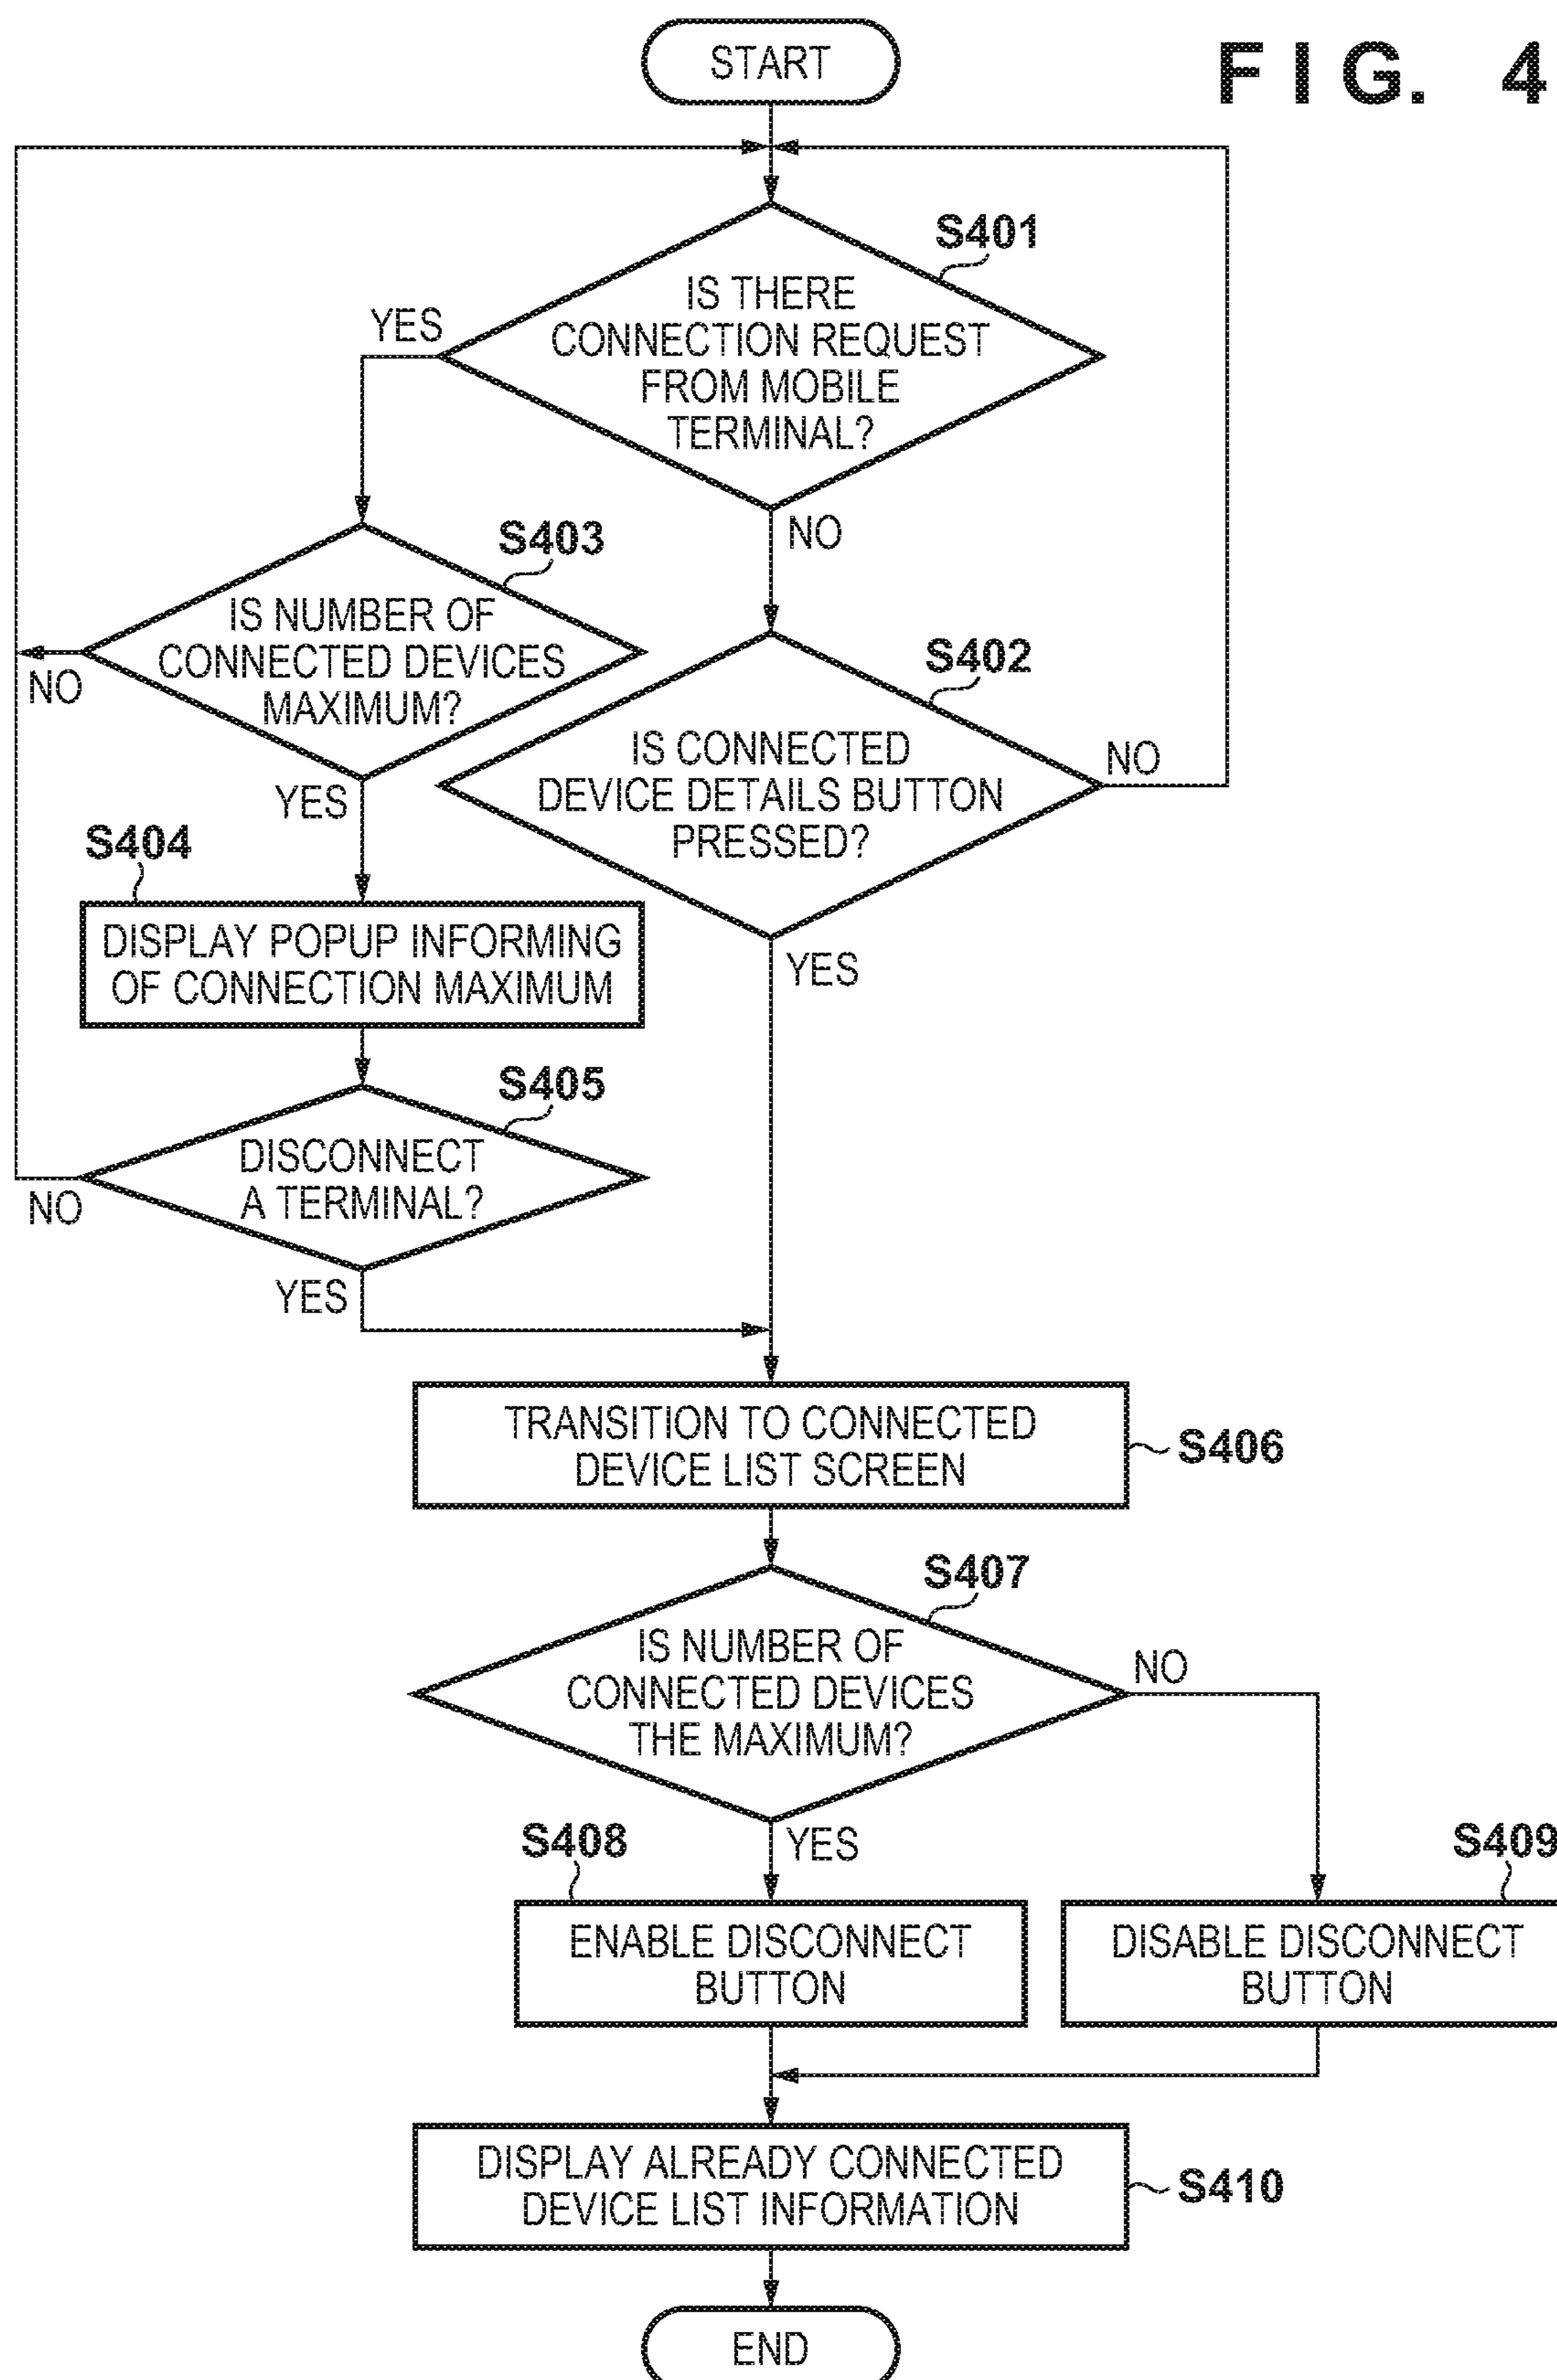 FIG. 4
START
S401
IS THERE
CONNECTION REQUEST
FROM MOBILE
TERMINAL?
YES
NO
S403
IS NUMBER OF
CONNECTED DEVICES
MAXIMUM?
NO
YES
S402
IS CONNECTED
DEVICE DETAILS BUTTON
PRESSED?
NO
YES
S404
DISPLAY POPUP INFORMING
OF CONNECTION MAXIMUM
S405
DISCONNECT
A TERMINAL?
NO
YES
TRANSITION TO CONNECTED
DEVICE LIST SCREEN
S406
S407
IS NUMBER OF
CONNECTED DEVICES
THE MAXIMUM?
NO
YES
S408
ENABLE DISCONNECT
BUTTON
S409
DISABLE DISCONNECT
BUTTON
DISPLAY ALREADY CONNECTED
DEVICE LIST INFORMATION
S410
END